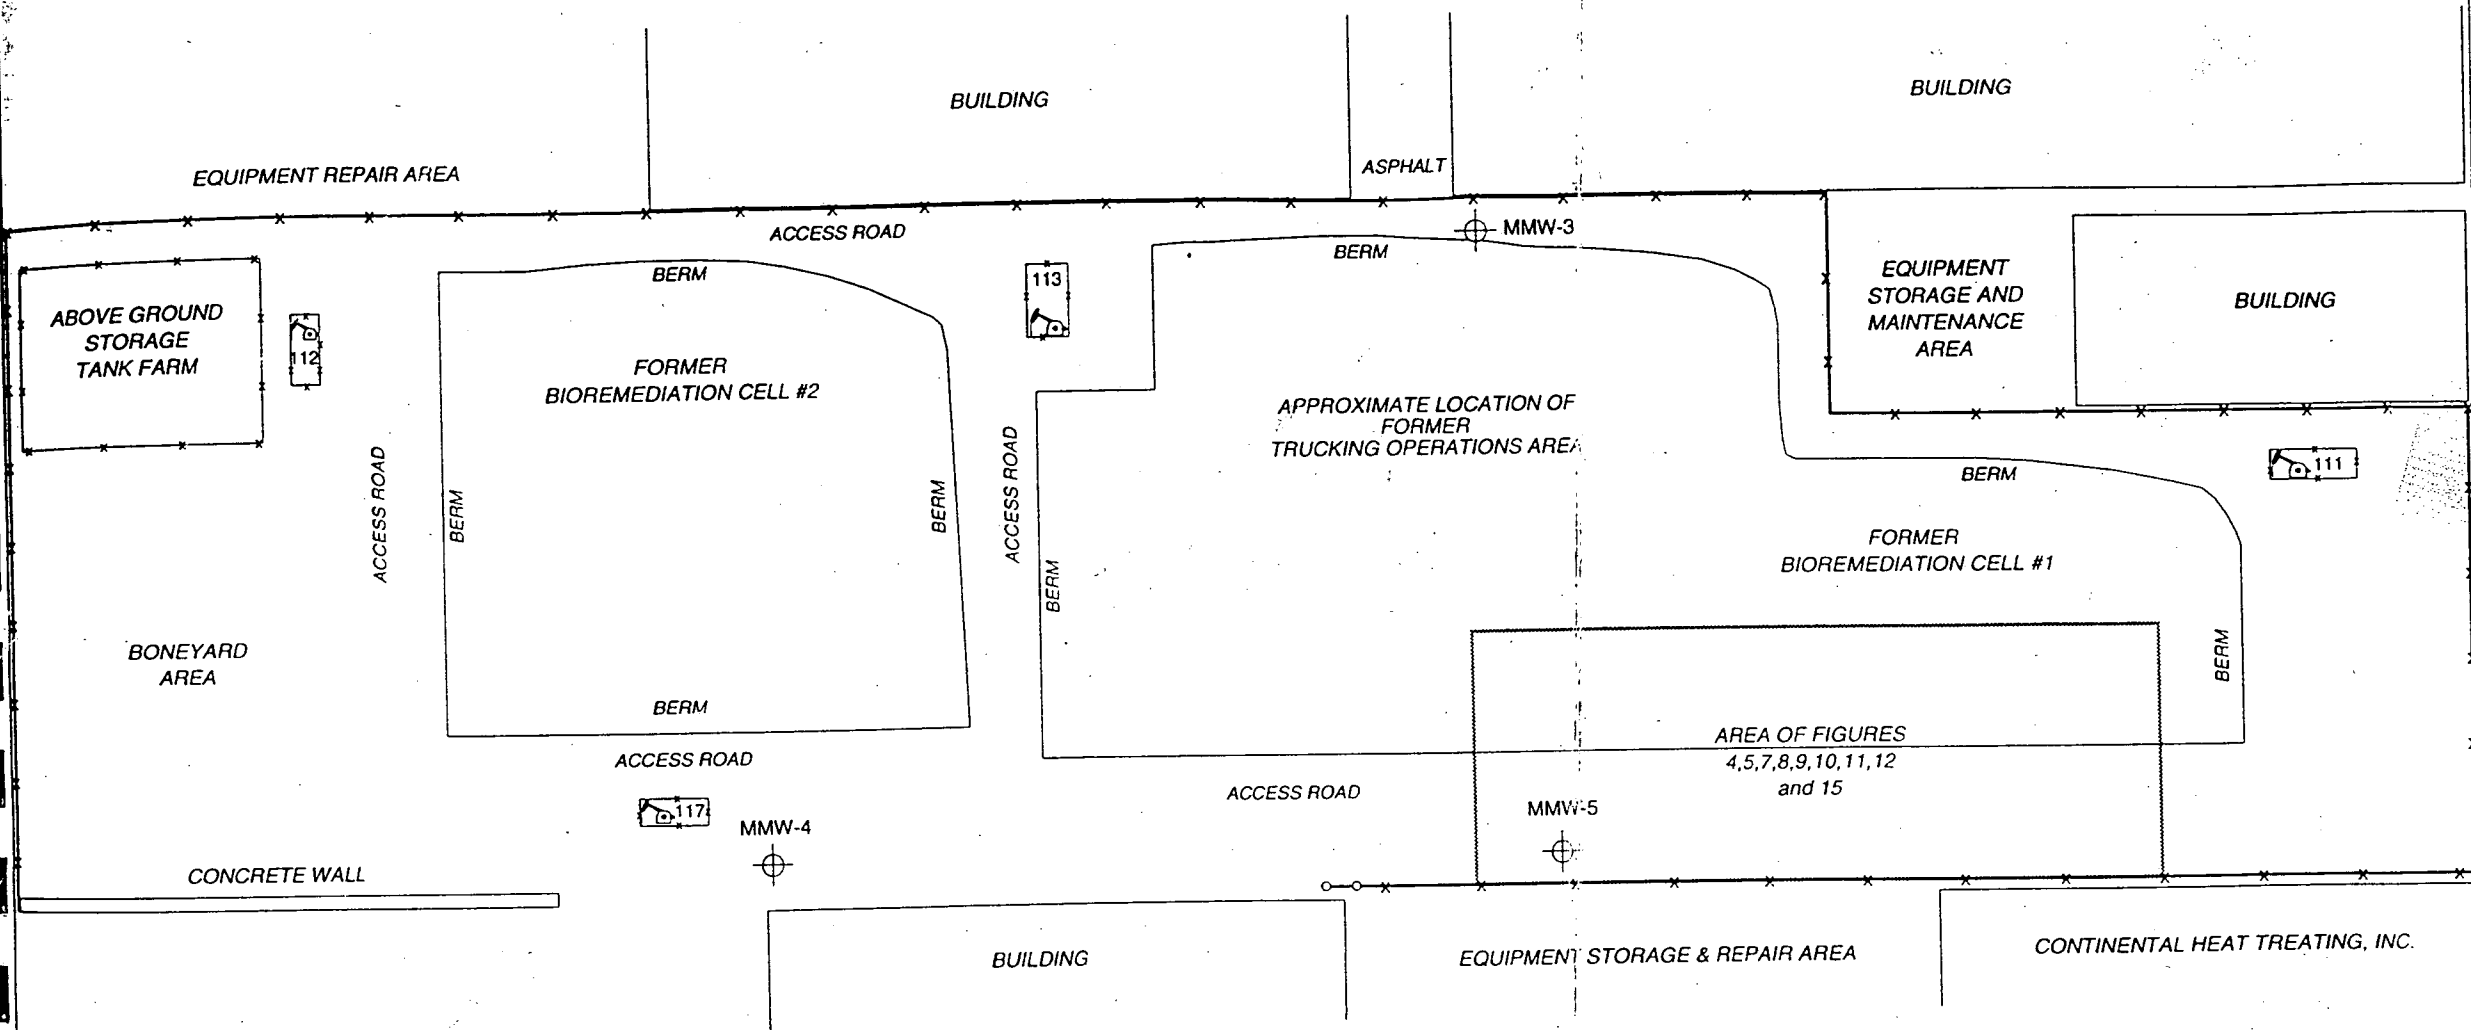 BUILDING
BUILDING
EQUIPMENT REPAIR AREA
ASPHALT
ACCESS ROAD
MMW-3
BERM
BERM
113
EQUIPMENT
STORAGE AND
MAINTENANCE
AREA
BUILDING
ABOVE GROUND
STORAGE
TANK FARM
112
FORMER
BIOREMEDIATION CELL #2
APPROXIMATE LOCATION OF
FORMER
TRUCKING OPERATIONS AREA
111
BERM
ACCESS ROAD
BERM
BERM
ACCESS ROAD
BERM
FORMER
BIOREMEDIATION CELL #1
BONEYARD
AREA
BERM
BERM
AREA OF FIGURES
4,5,7,8,9,10,11,12
and 15
ACCESS ROAD
ACCESS ROAD
117
MMW-4
MMW-5
CONCRETE WALL
BUILDING
EQUIPMENT STORAGE & REPAIR AREA
CONTINENTAL HEAT TREATING, INC.